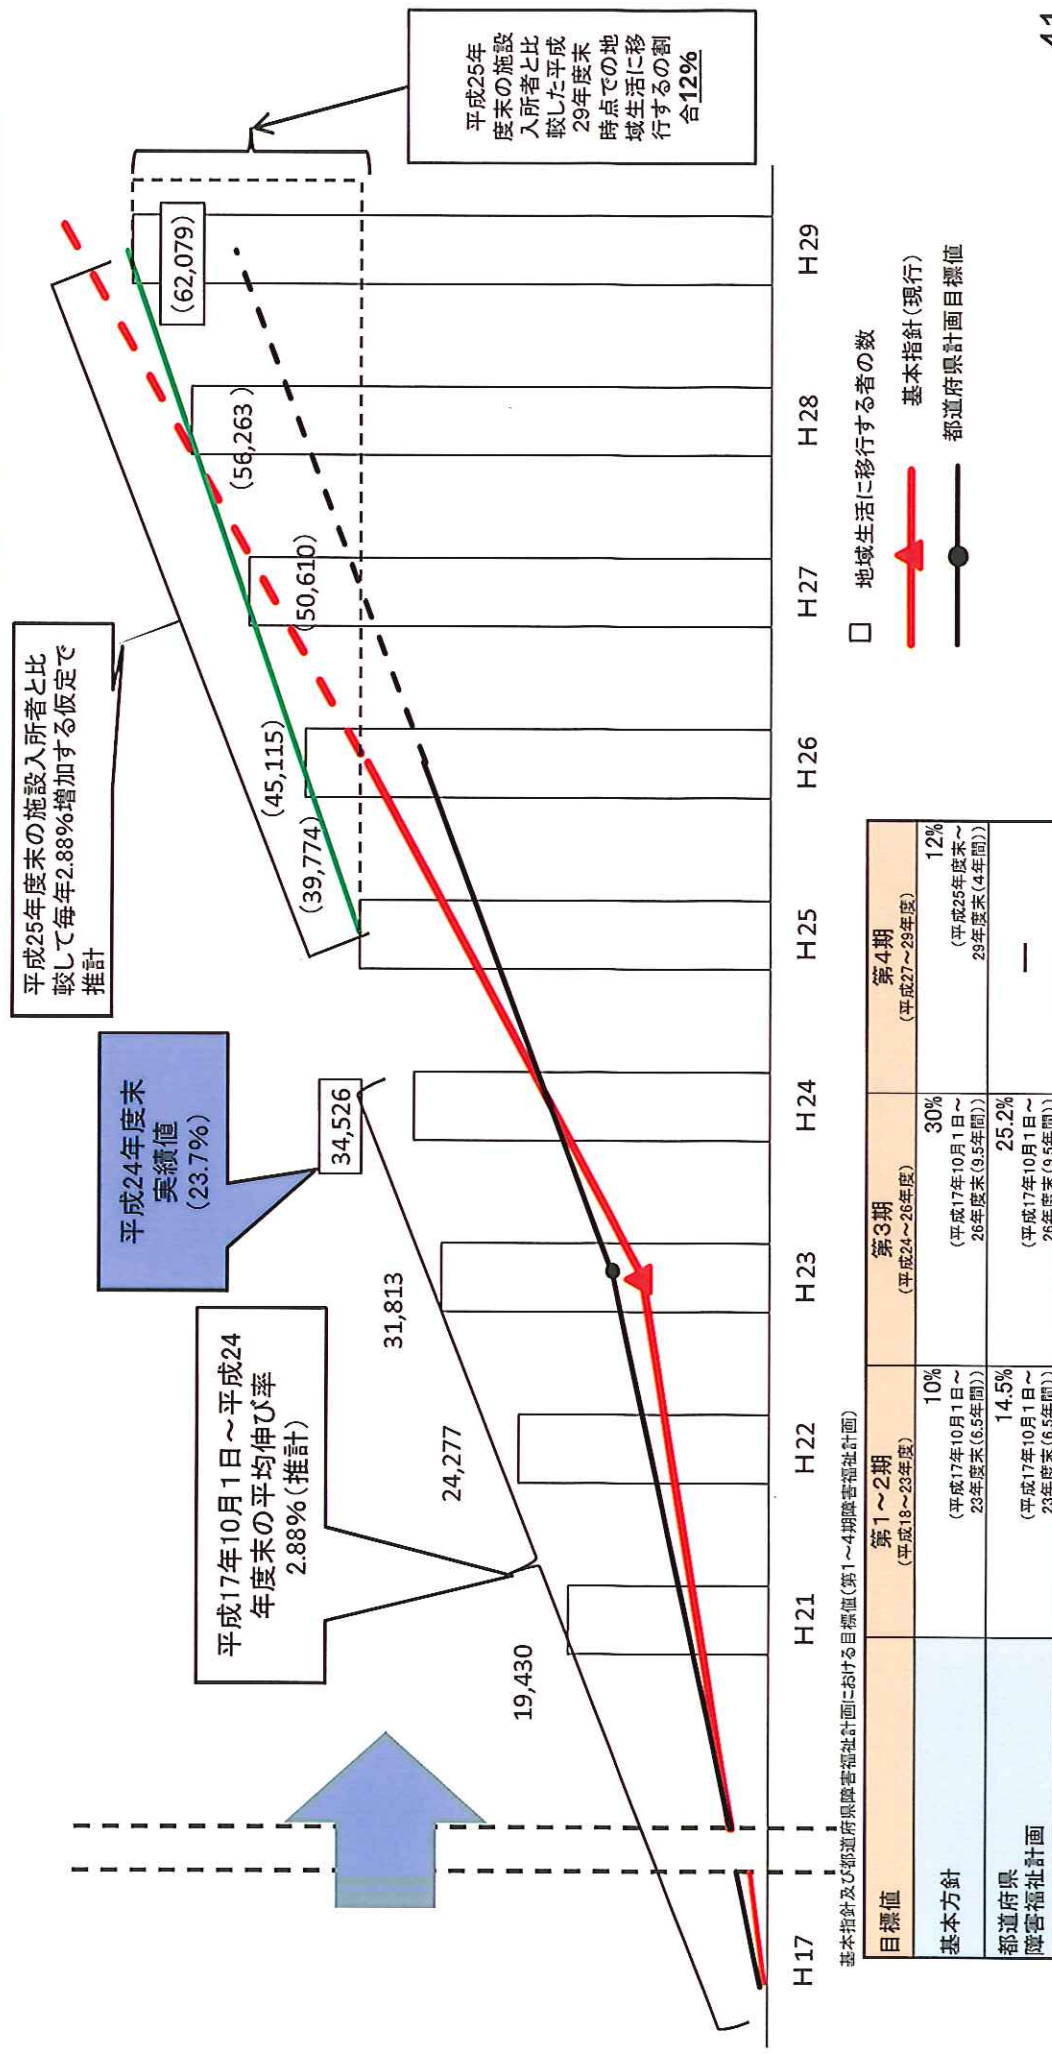 平成25年度末の施設入所者と比
較して毎年2.88%増加する仮定で
推計
平成25年
度末の施設
入所者と比
較した平成
29年度末
時点での地
域生活に移
行するの割
合12%
平成24年度末
実績値
(23.7%)
平成17年10月1日～平成24
年度末の平均伸び率
2.88%(推計)
19,430
24,277
31,813
34,526
(39,774)
(45,115)
(50,610)
(56,263)
(62,079)
H17
H21
H22
H23
H24
H25
H26
H27
H28
H29
□ 地域生活に移行する者の数
基本指針(現行)
都道府県計画目標値
基本指針及び都道府県障害福祉計画における目標値(第1～4期障害福祉計画)
目標値
第1～2期
(平成18～23年度)
第3期
(平成24～26年度)
第4期
(平成27～29年度)
基本方針
10%
(平成17年10月1日～
23年度末(6.5年間))
30%
(平成17年10月1日～
26年度末(9.5年間))
12%
(平成25年度末～
29年度末(4年間))
都道府県
障害福祉計画
14.5%
(平成17年10月1日～
23年度末(6.5年間))
25.2%
(平成17年10月1日～
26年度末(9.5年間))
ー
41